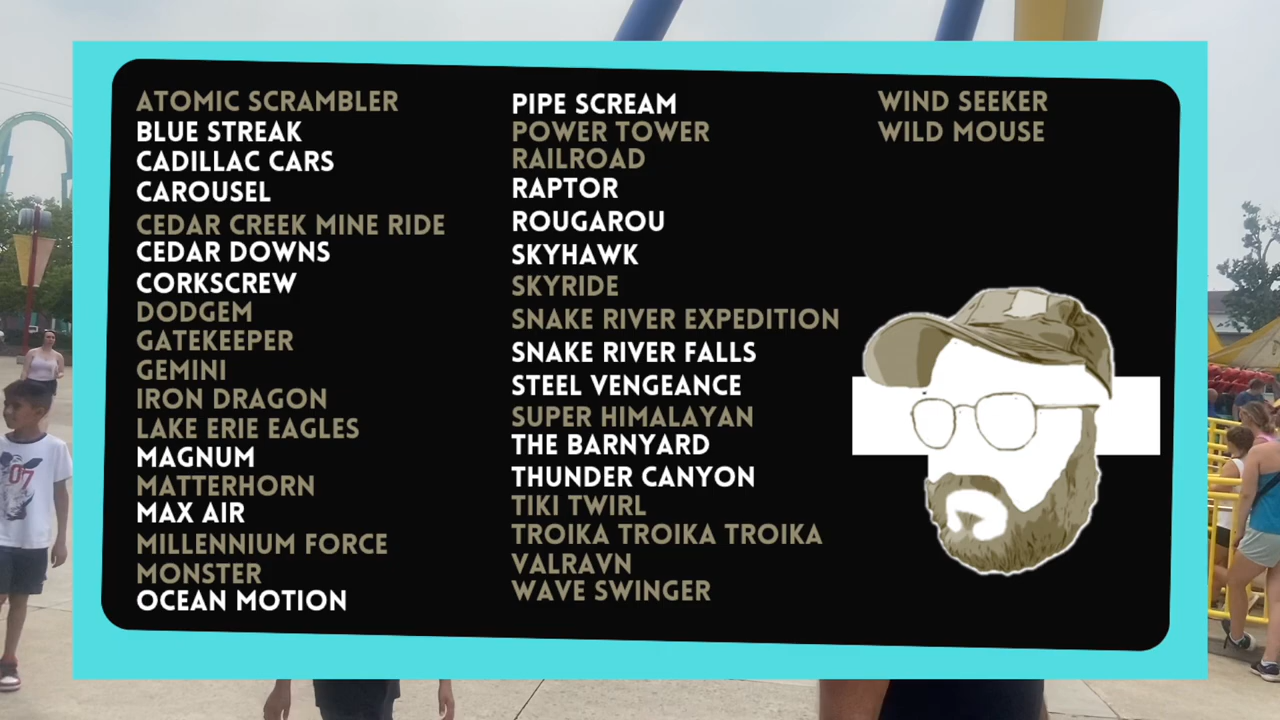 ATOMIC SCRAMBLER
BLUE STREAK
CADILLAC CARS
CAROUSEL
CEDAR CREEK MINE RIDE
CEDAR DOWNS
CORKSCREW
DODGEM
GATEKEEPER
GEMINI
IRON DRAGON
LAKE ERIE EAGLES
MAGNUM
MATTERHORN
MAX AIR
MILLENNIUM FORCE
MONSTER
OCEAN MOTION
PIPE SCREAM
POWER TOWER
RAILROAD
RAPTOR
ROUGAROU
SKYHAWK
SKYRIDE
SNAKE RIVER EXPEDITION
SNAKE RIVER FALLS
STEEL VENGEANCE
SUPER HIMALAYAN
THE BARNYARD
THUNDER CANYON
TIKI TWIRL
TROIKA TROIKA TROIKA
VALRAVN
WAVE SWINGER
WIND SEEKER
WILD MOUSE
07